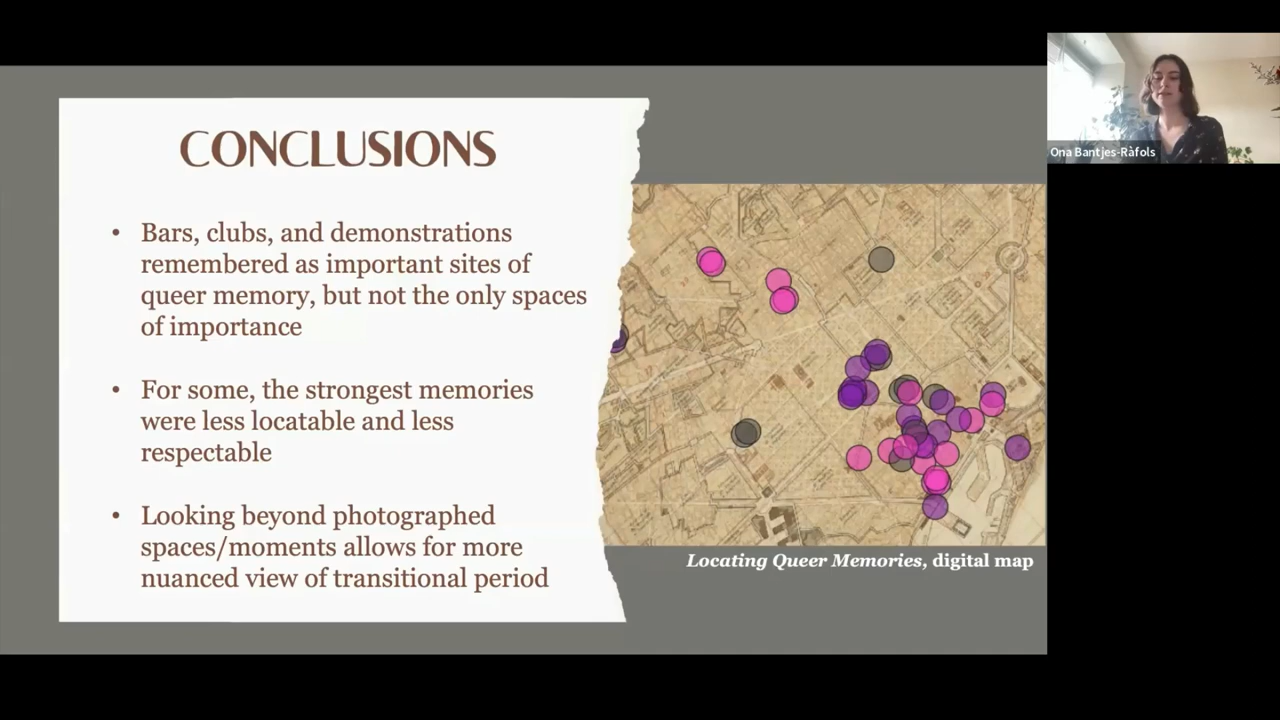 CONCLUSIONS
• Bars, clubs, and demonstrations
remembered as important sites of
queer memory, but not the only spaces
of importance
• For some, the strongest memories
were less locatable and less
respectable
• Looking beyond photographed
spaces/moments allows for more
nuanced view of transitional period
Locating Queer Memories, digital map
Ona Bantjes-Ràfols